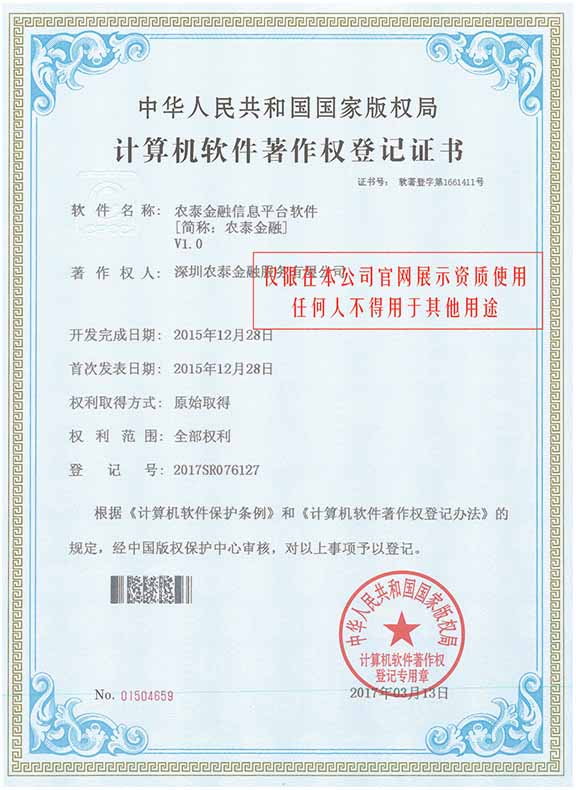 中华人民共和国国家版权局
计算机软件著作权登记证书
证书号： 软著登字第1661411号
软件名称： 农泰金融信息平台软件
[简称：农泰金融]
V1.0
著作权人： 深圳农泰金融服务有限公司
仅限在本公司官网展示资质使用
任何人不得用于其他用途
开发完成日期： 2015年12月28日
首次发表日期： 2015年12月28日
权利取得方式： 原始取得
权利范围： 全部权利
登记号： 2017SR076127
根据《计算机软件保护条例》和《计算机软件著作权登记办法》的
规定，经中国版权保护中心审核，对以上事项予以登记。
中华人民共和国国家版权局
计算机软件著作权
登记专用章
No. 01504659
2017年03月13日